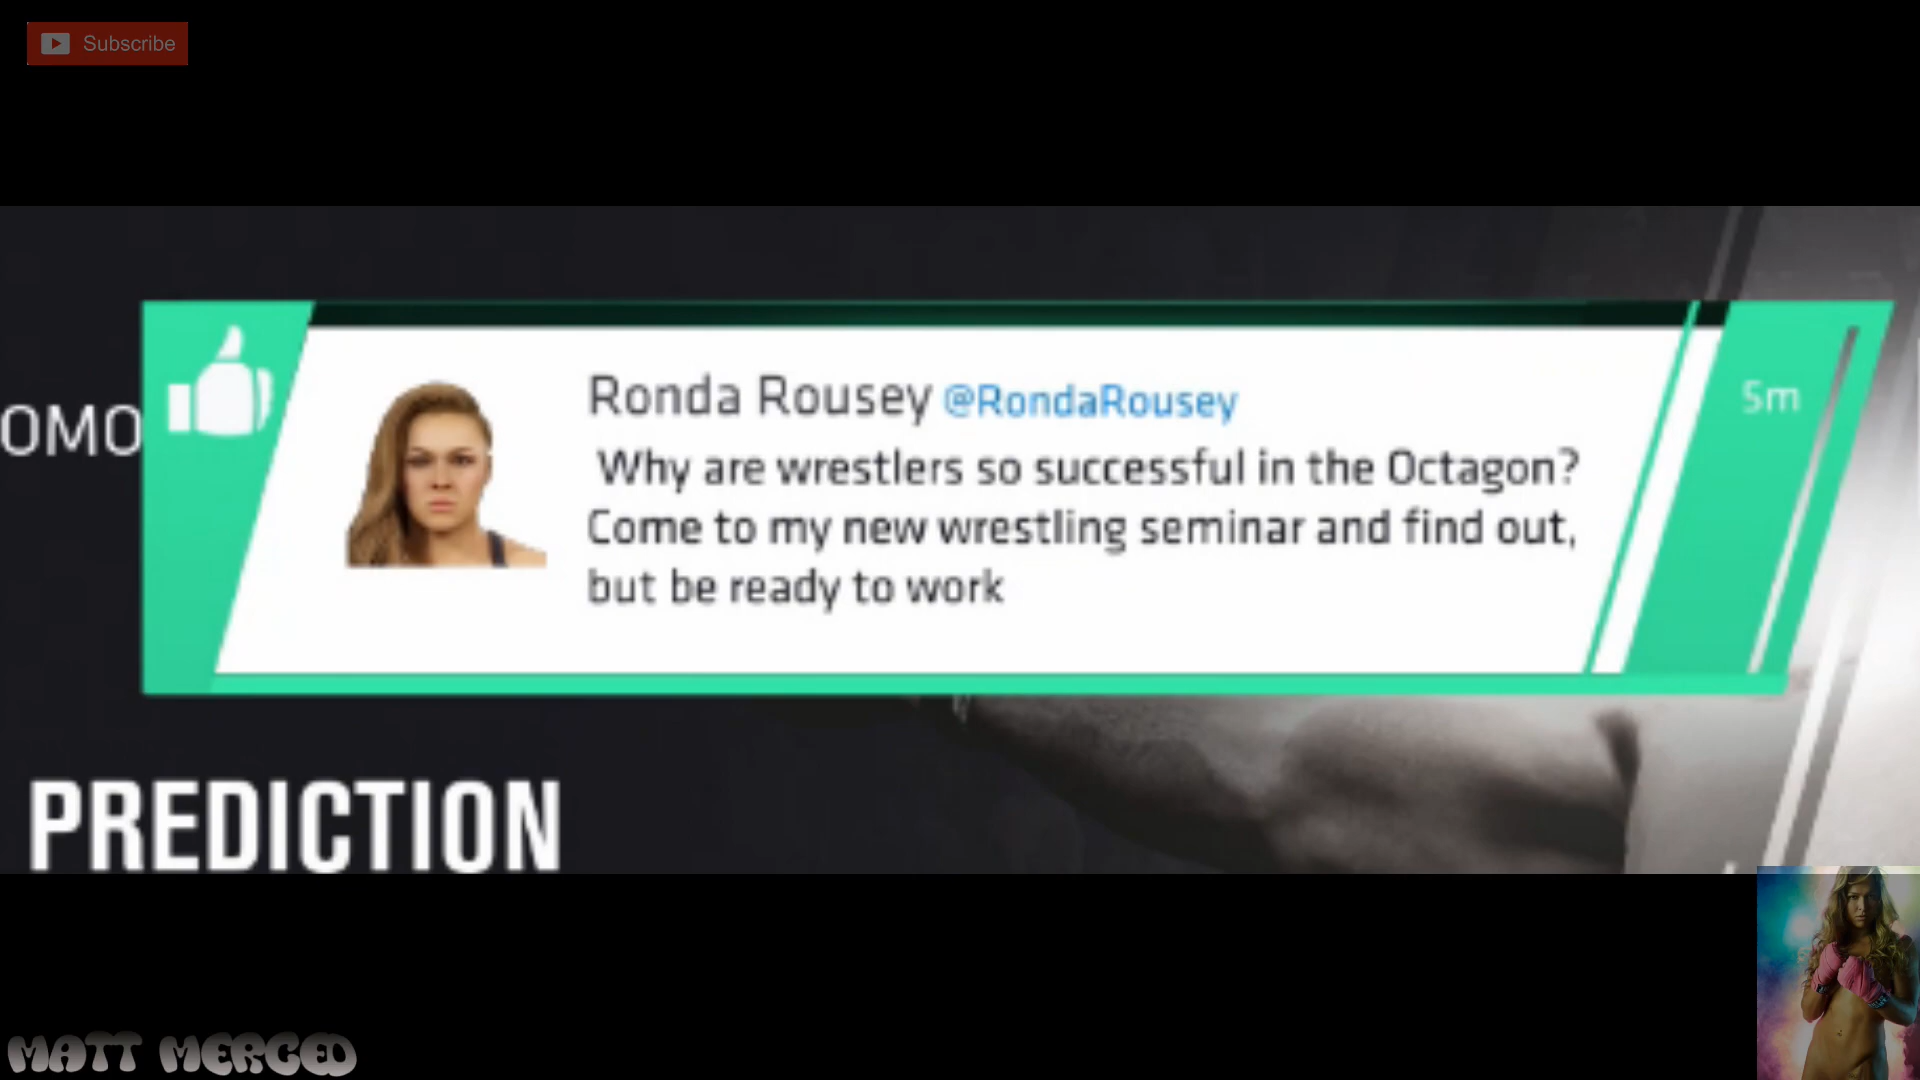 Subscribe
OMO
Ronda Rousey @RondaRousey
5m
Why are wrestlers so successful in the Octagon?
Come to my new wrestling seminar and find out,
but be ready to work
PREDICTION
MATT MERCED